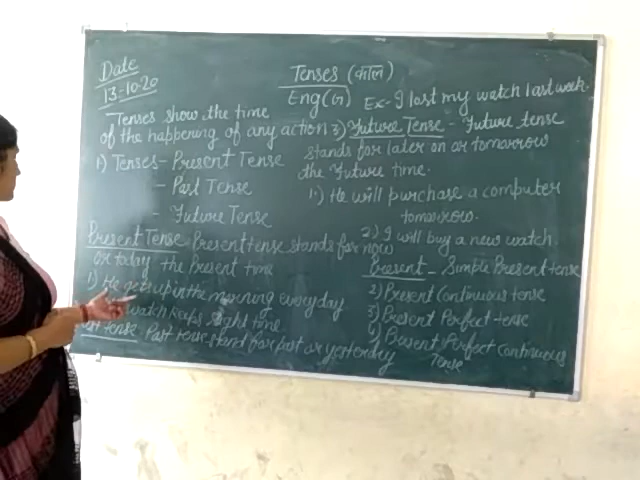 Date
13-10-20
Tenses (काल)
Eng(G)
Tenses show the time
of the happening of any action
1) Tenses - Present Tense
- Past Tense
- Future Tense
Present Tense - Present tense stands for now
or today the Present time
1) He gets up in the morning everyday
watch keeps right time
tense Past tense stand for past or yesterday
Ex- I lost my watch last week.
3) Future Tense - Future tense
stands for later on or tomorrow
the Future time.
1.) He will purchase a computer
tomorrow.
2) I will buy a new watch.
Present - Simple Present tense
2) Present Continuous tense
3) Present Perfect tense
4) Present Perfect Continuous
Tense